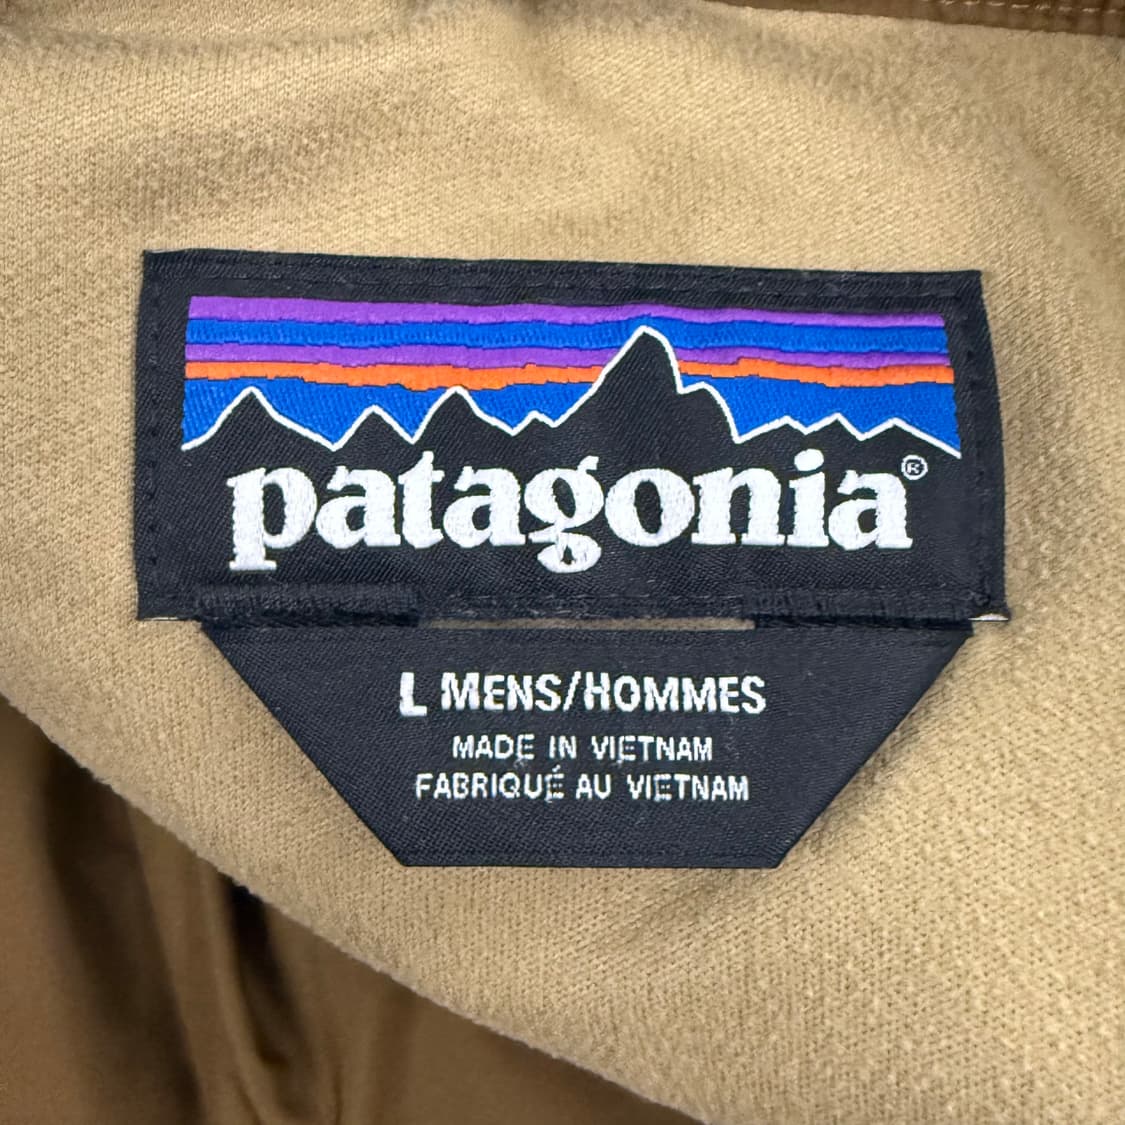 patagonia®
L MENS/HOMMES
MADE IN VIETNAM
FABRIQUÉ AU VIETNAM